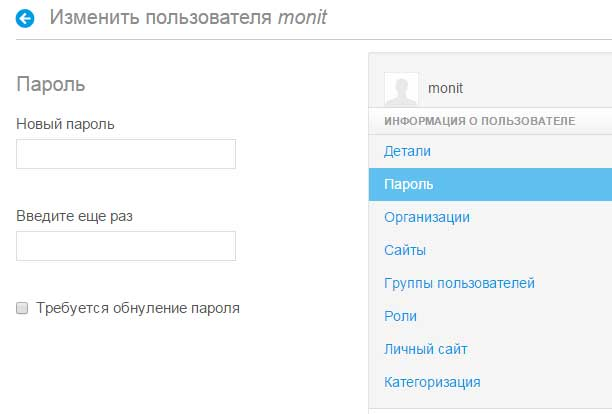 Изменить пользователя monit
Пароль
Новый пароль
Введите еще раз
Требуется обнуление пароля
monit
ИНФОРМАЦИЯ О ПОЛЬЗОВАТЕЛЕ
Детали
Пароль
Организации
Сайты
Группы пользователей
Роли
Личный сайт
Категоризация